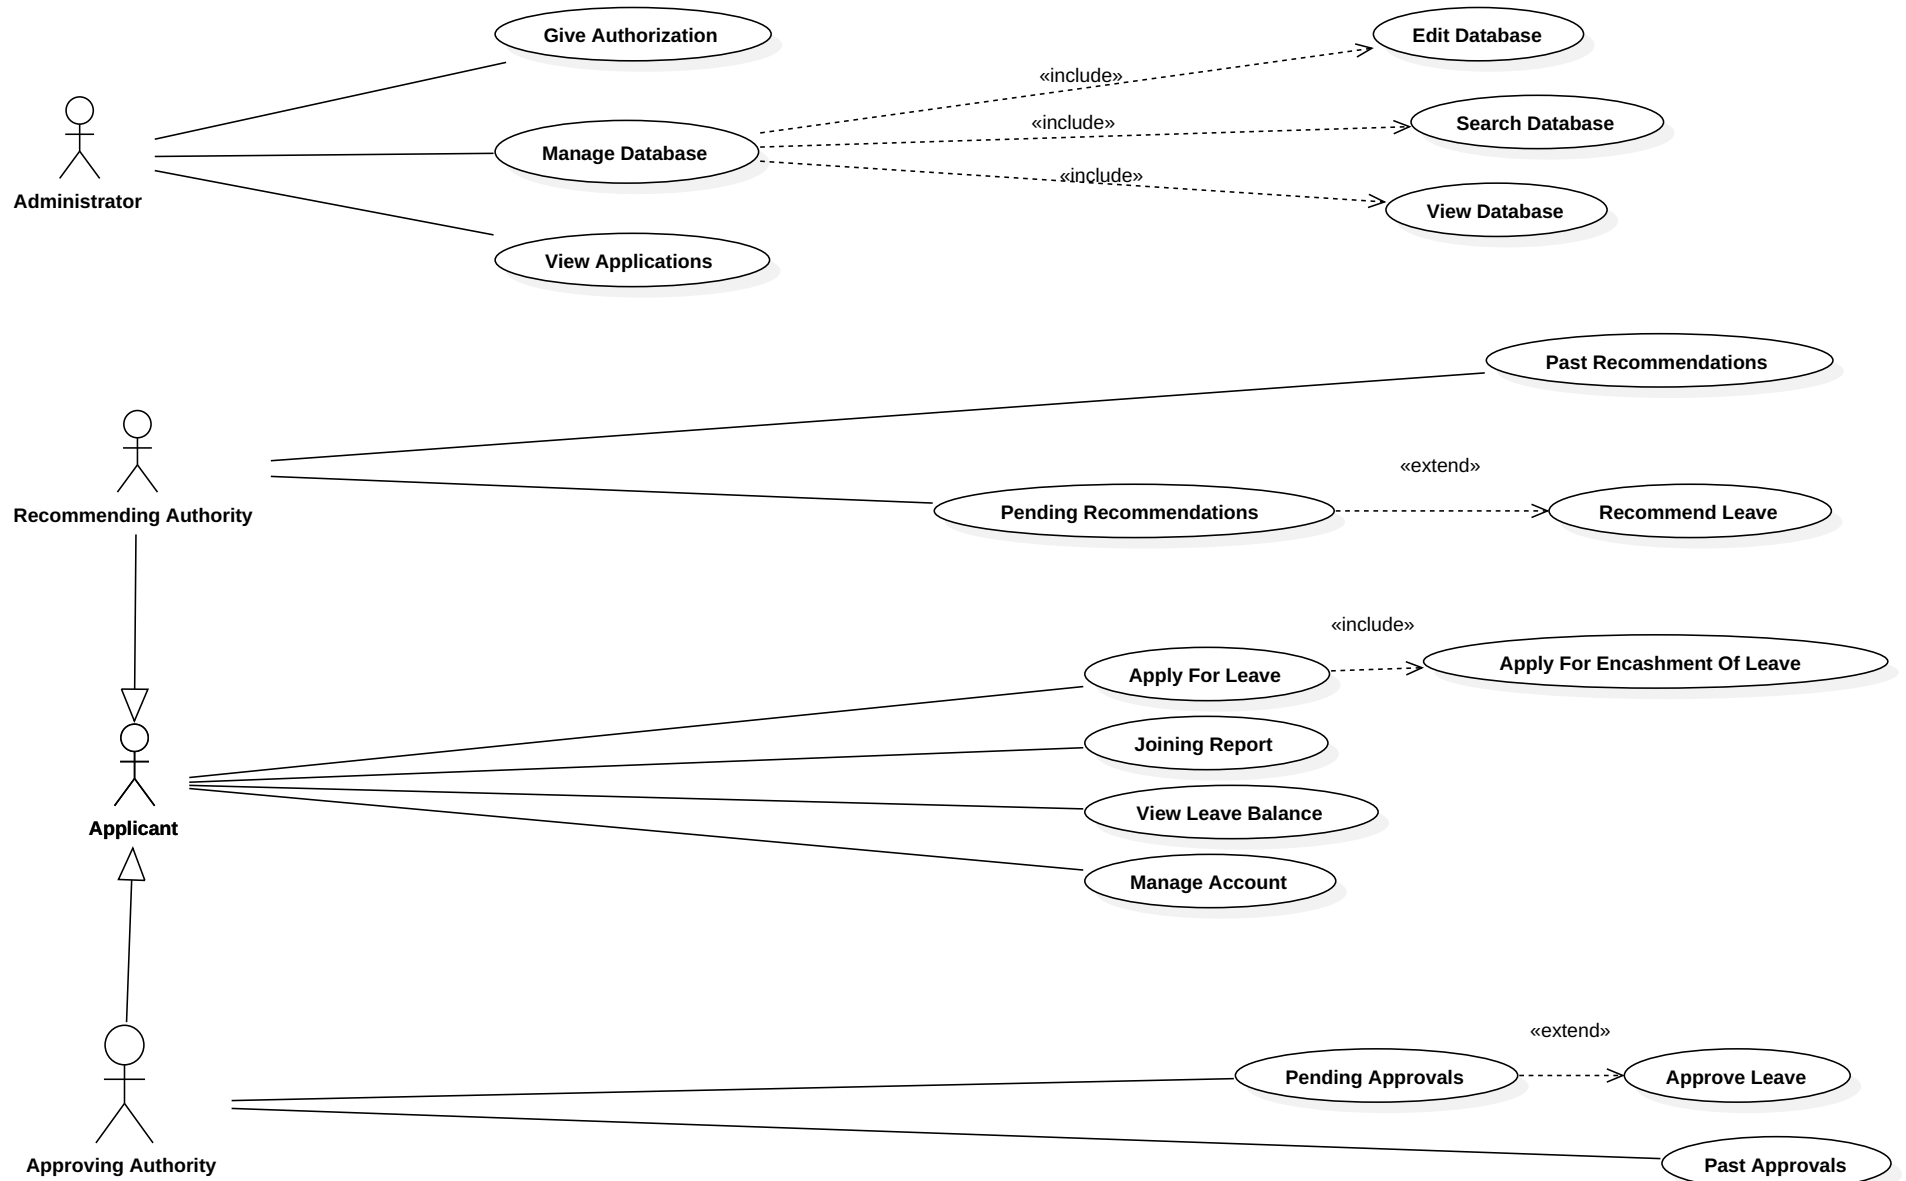 Give Authorization
Edit Database
«include»
Search Database
«include»
Manage Database
«include»
Administrator
View Database
View Applications
Past Recommendations
«extend»
Recommending Authority
Pending Recommendations
Recommend Leave
«include»
Apply For Leave
Apply For Encashment Of Leave
Joining Report
View Leave Balance
Applicant
Manage Account
«extend»
Pending Approvals
Approve Leave
Approving Authority
Past Approvals